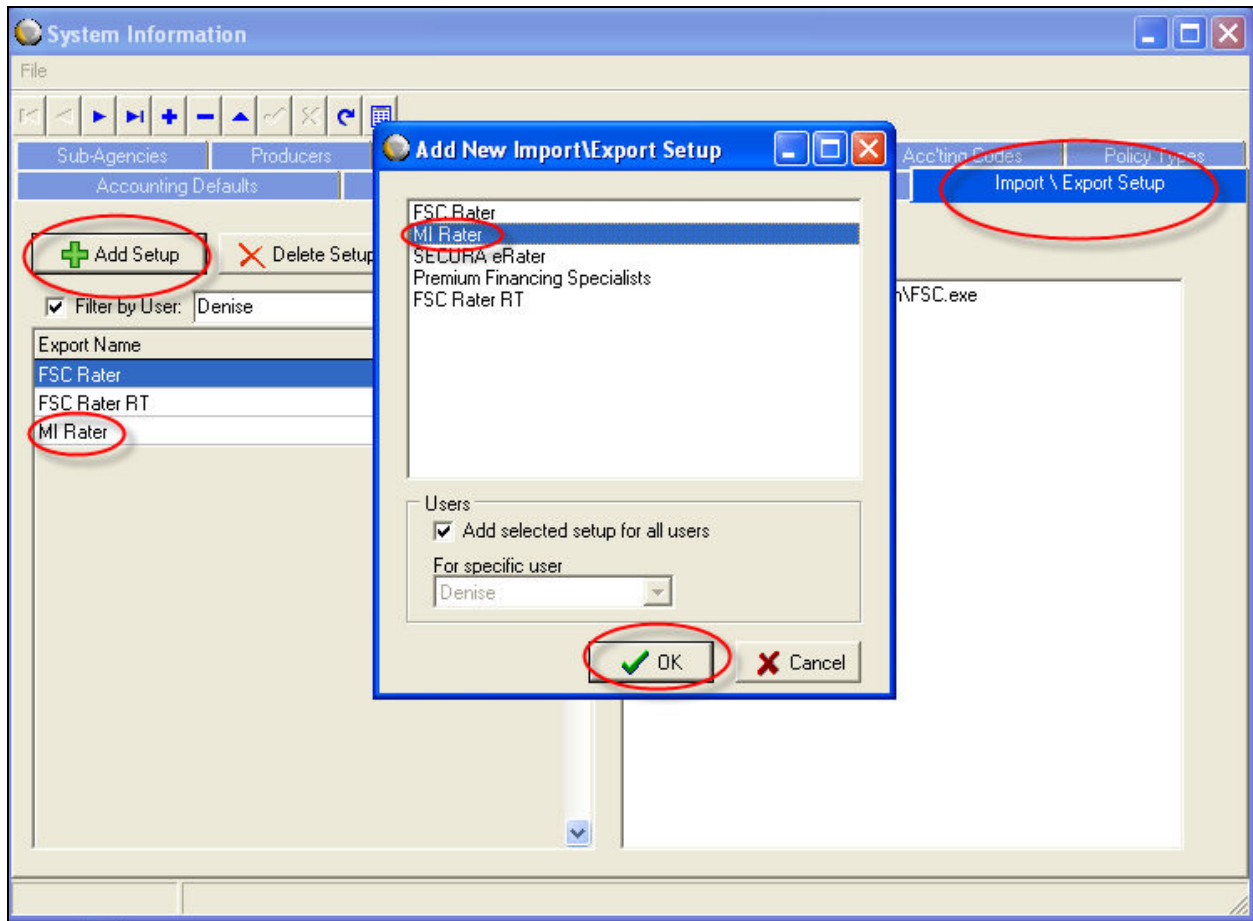 System Information
File
Sub-Agencies
Producers
Acc'ting Codes
Policy Types
Accounting Defaults
Import \ Export Setup
Add Setup
Delete Setup
Filter by User: Denise
Export Name
FSC Rater
FSC Rater RT
MI Rater
\FSC.exe
Add New Import\Export Setup
FSC Rater
MI Rater
SECURA eRater
Premium Financing Specialists
FSC Rater RT
Users
Add selected setup for all users
For specific user
Denise
OK
Cancel